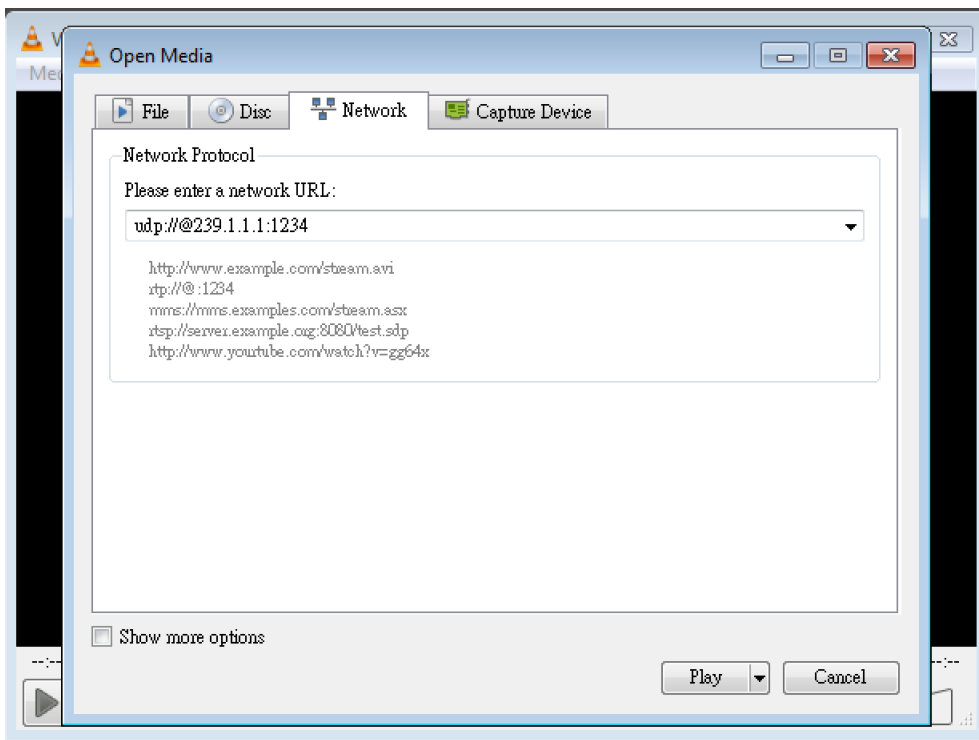 Open Media
File
Disc
Network
Capture Device
Network Protocol
Please enter a network URL:
udp://@239.1.1.1:1234
http://www.example.com/stream.avi
rtp://@:1234
mms://mms.examples.com/stream.asx
rtsp://server.example.org:8080/test.sdp
http://www.yourtube.com/watch?v=gg64x
Show more options
--:--
Play
Cancel